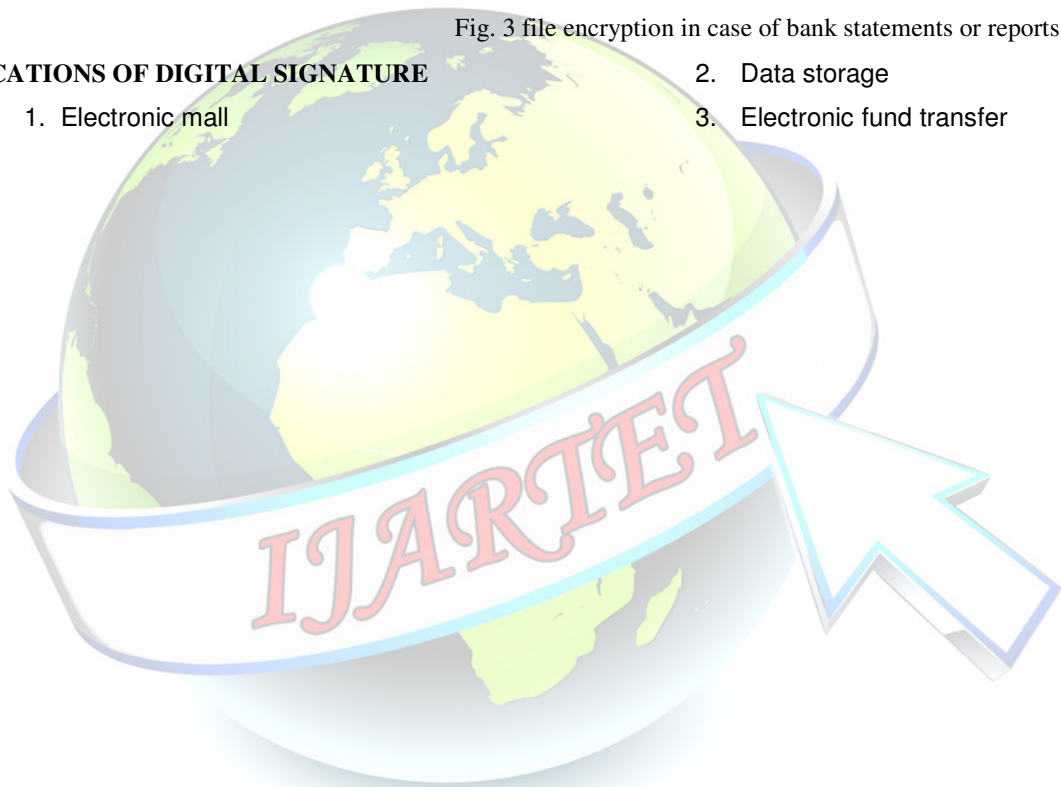 Fig. 3 file encryption in case of bank statements or reports
CATIONS OF DIGITAL SIGNATURE
1. Electronic mall
2. Data storage
3. Electronic fund transfer
IJARTET